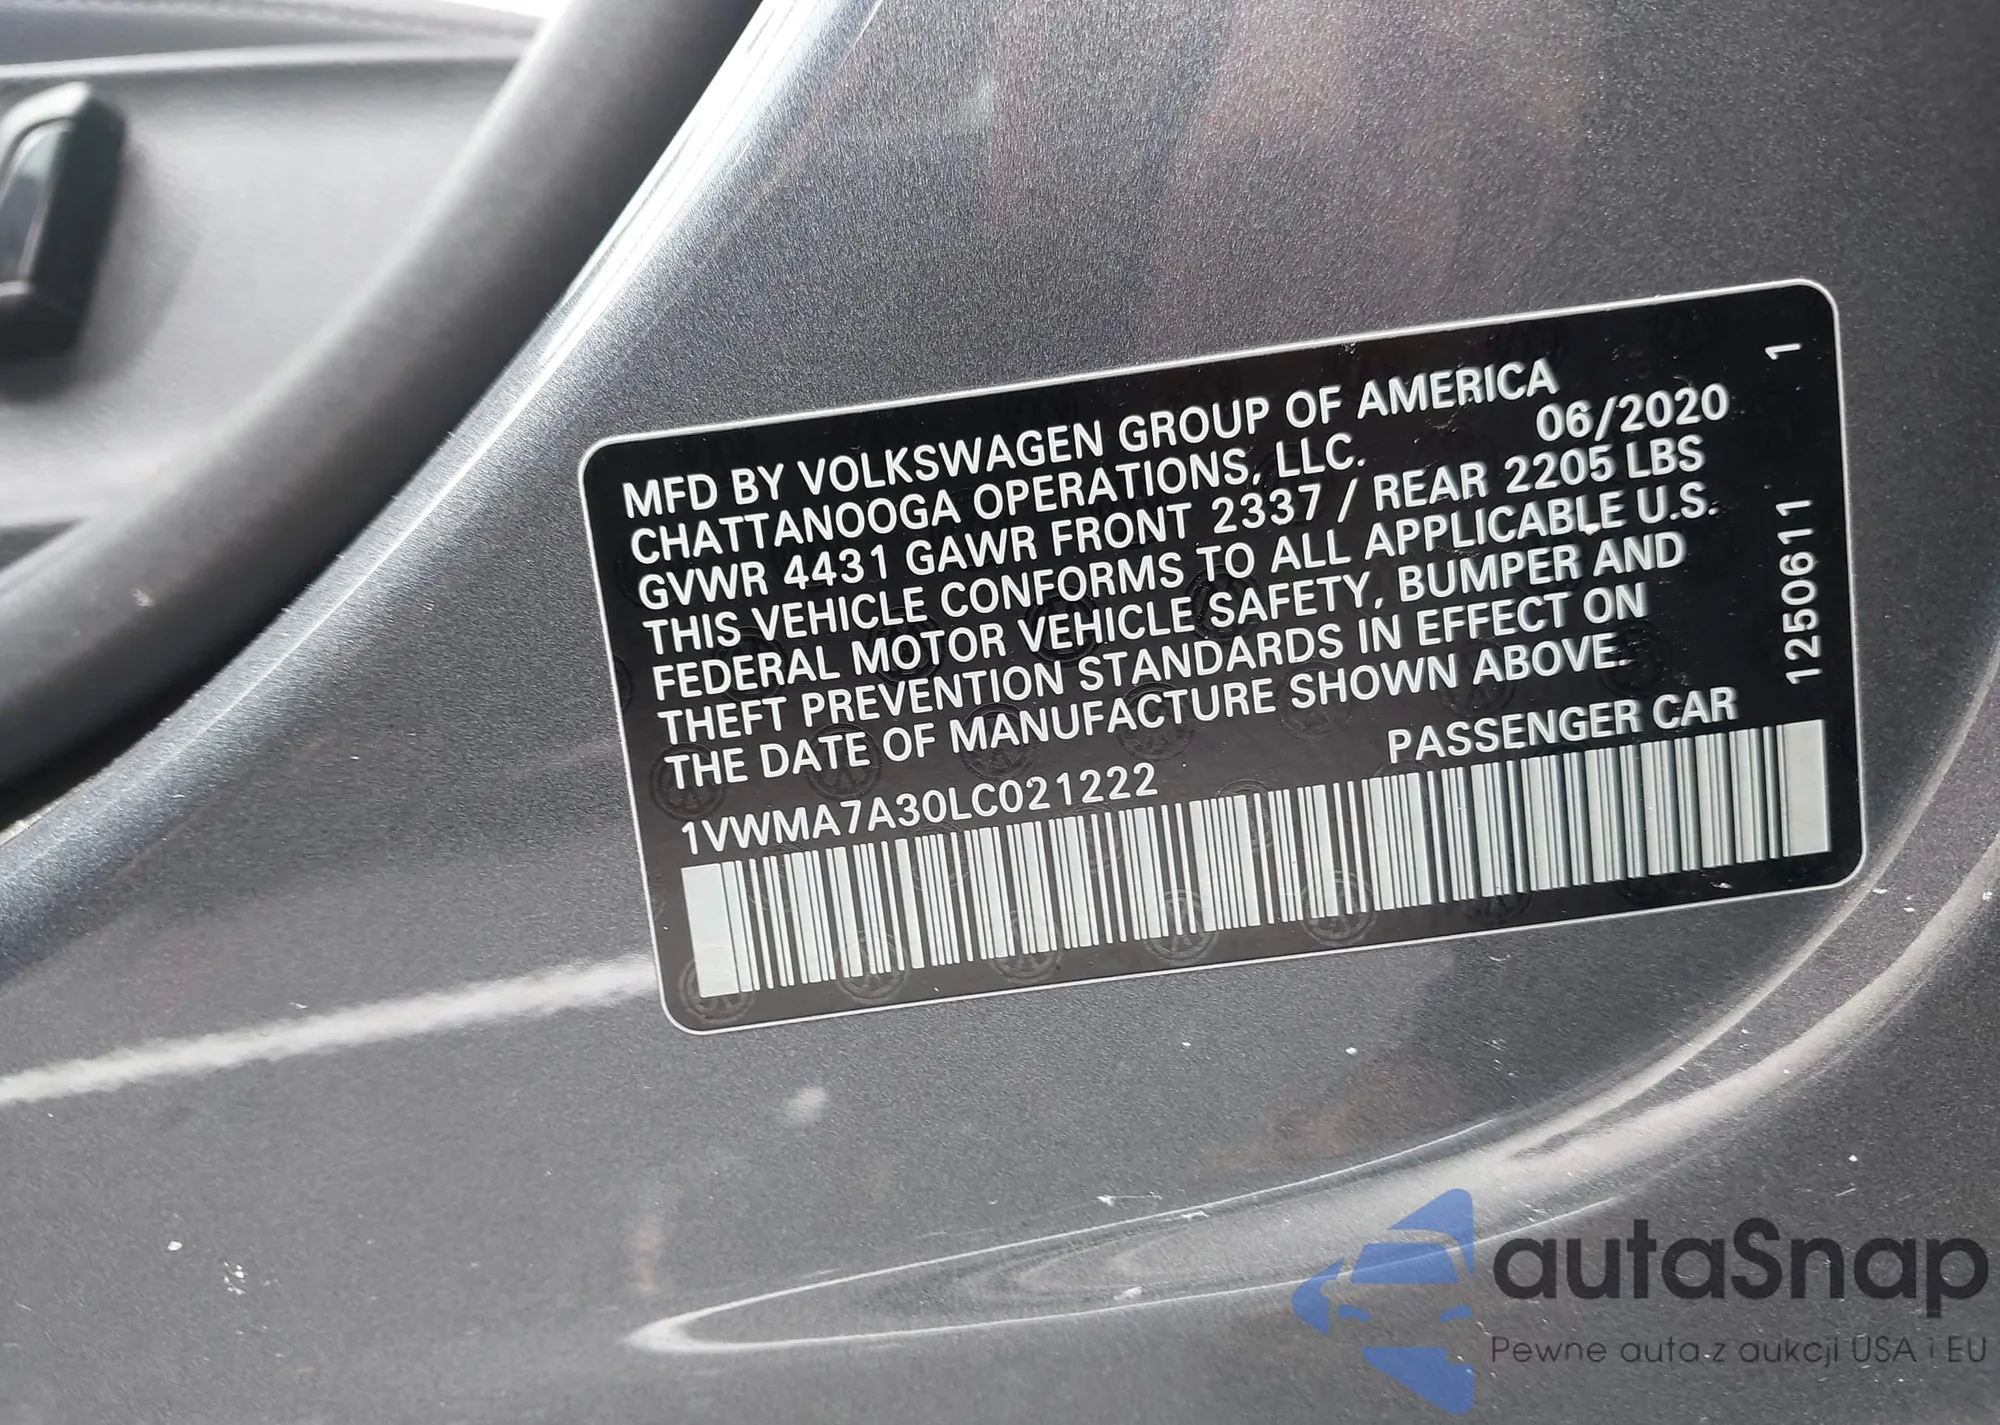 MFD BY VOLKSWAGEN GROUP OF AMERICA
CHATTANOOGA OPERATIONS, LLC. 06/2020 1
GVWR 4431 GAWR FRONT 2337 / REAR 2205 LBS
THIS VEHICLE CONFORMS TO ALL APPLICABLE U.S.
FEDERAL MOTOR VEHICLE SAFETY, BUMPER AND
THEFT PREVENTION STANDARDS IN EFFECT ON
THE DATE OF MANUFACTURE SHOWN ABOVE.
1VWMA7A30LC021222 PASSENGER CAR
1250611
autaSnap
Pewne auta z aukcji USA i EU